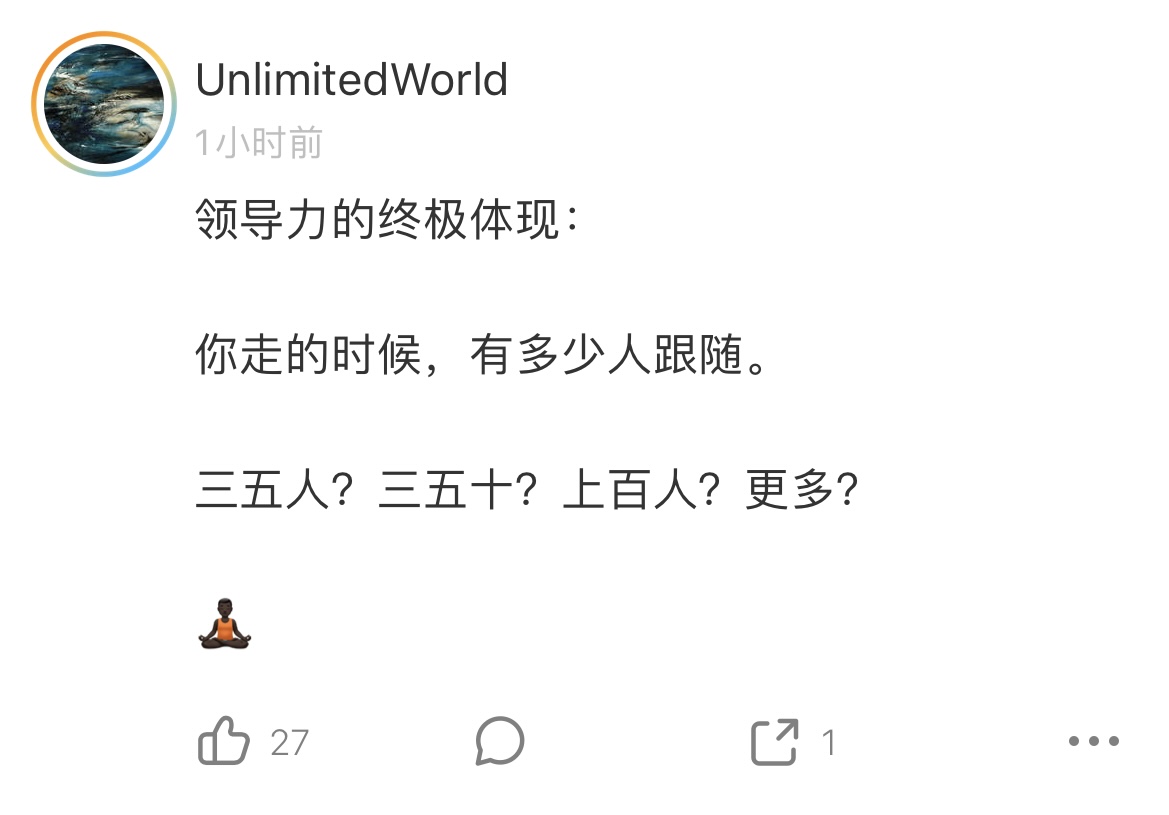 UnlimitedWorld
1小时前
领导力的终极体现：
你走的时候，有多少人跟随。
三五人？三五十？上百人？更多？
27
1